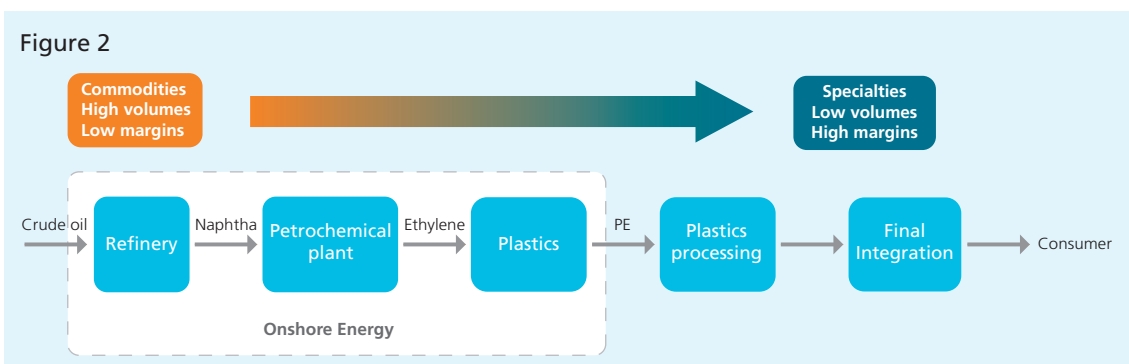 Figure 2
Commodities
High volumes
Low margins
Specialties
Low volumes
High margins
Crude oil
Refinery
Naphtha
Petrochemical
plant
Ethylene
Plastics
PE
Plastics
processing
Final
Integration
Consumer
Onshore Energy